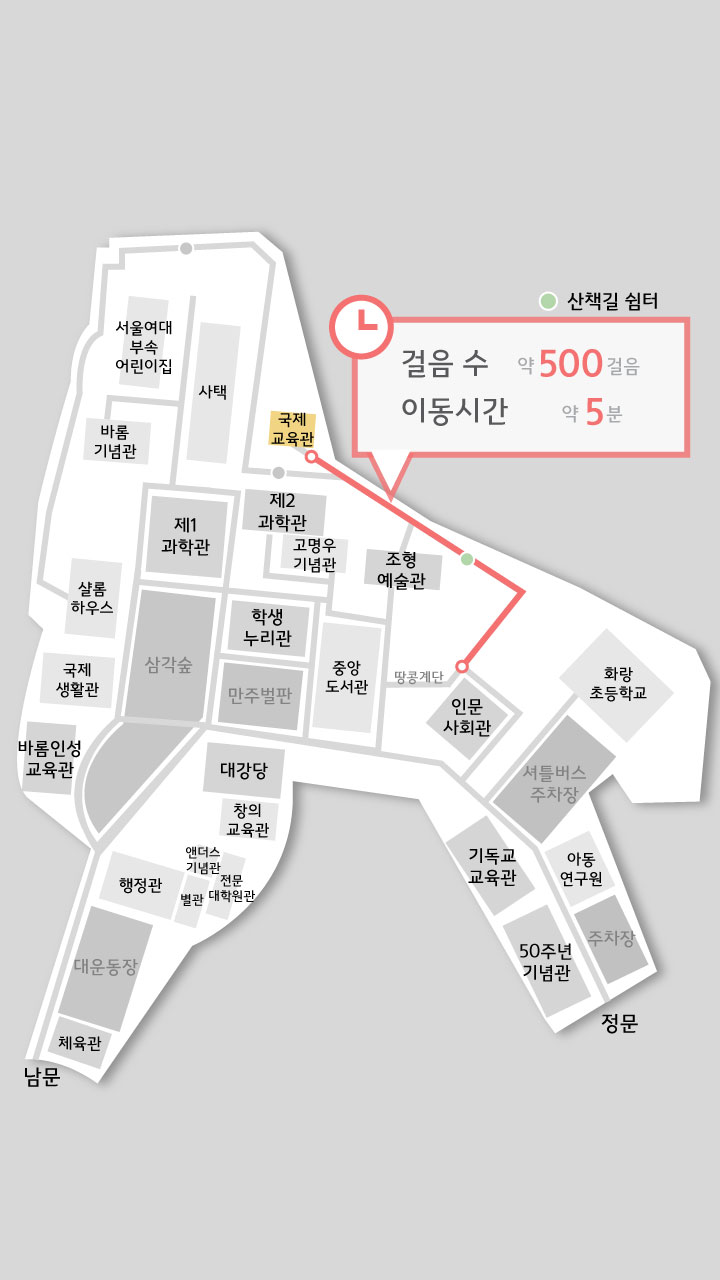 산책길 쉼터
걸음 수 약 500 걸음
이동시간 약 5 분
서울여대
부속
어린이집
사택
바롬
기념관
국제
교육관
제2
과학관
제1
과학관
고명우
기념관
조형
예술관
샬롬
하우스
학생
누리관
삼각숲
중앙
도서관
국제
생활관
만주벌판
땅콩계단
화랑
초등학교
인문
사회관
바롬인성
교육관
대강당
셔틀버스
주차장
창의
교육관
앤더스
기념관
기독교
교육관
아동
연구원
행정관
별관
전문
대학원관
50주년
기념관
주차장
대운동장
체육관
정문
남문